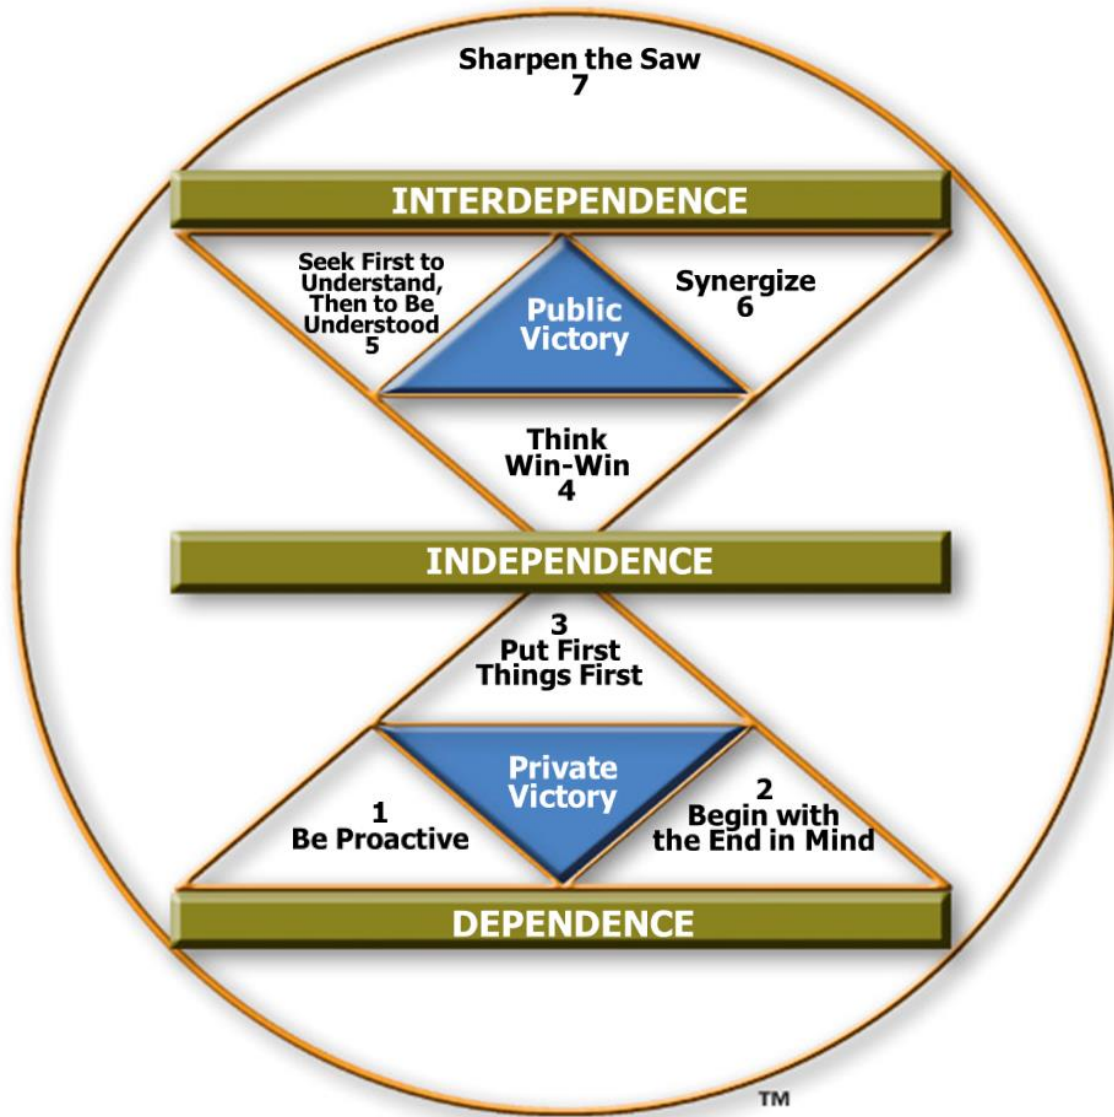 Sharpen the Saw
7
INTERDEPENDENCE
Seek First to
Understand,
Then to Be
Understood
5
Public
Victory
Synergize
6
Think
Win-Win
4
INDEPENDENCE
3
Put First
Things First
1
Be Proactive
Private
Victory
2
Begin with
the End in Mind
DEPENDENCE
TM